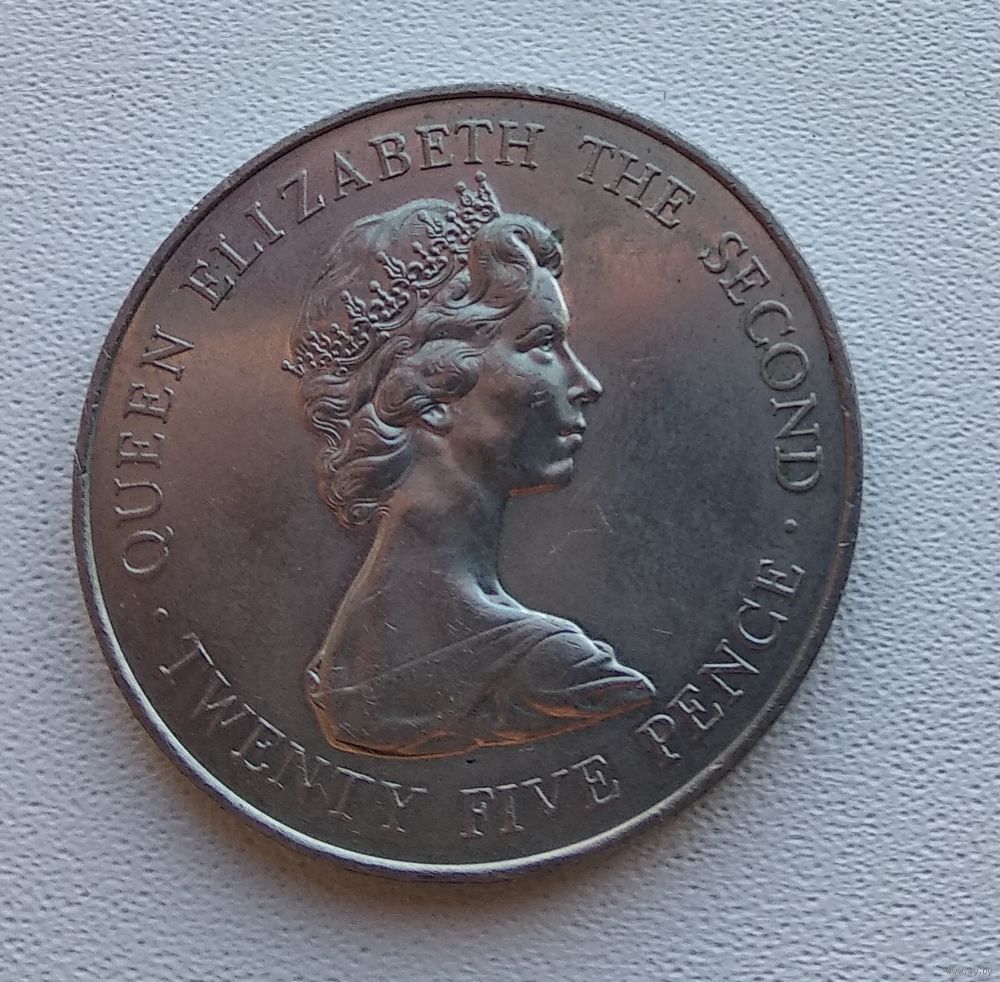 QUEEN ELIZABETH THE SECOND
· TWENTY FIVE PENCE ·